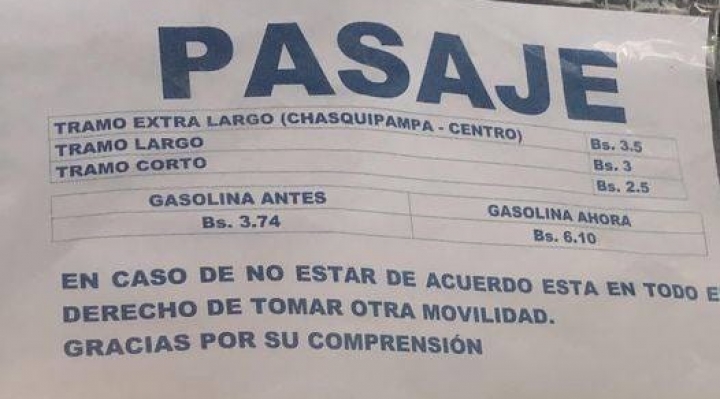 PASAJE
TRAMO EXTRA LARGO (CHASQUIPAMPA - CENTRO) Bs. 3.5
TRAMO LARGO Bs. 3
TRAMO CORTO Bs. 2.5
GASOLINA ANTES GASOLINA AHORA
Bs. 3.74 Bs. 6.10
EN CASO DE NO ESTAR DE ACUERDO ESTA EN TODO E
DERECHO DE TOMAR OTRA MOVILIDAD.
GRACIAS POR SU COMPRENSIÓN